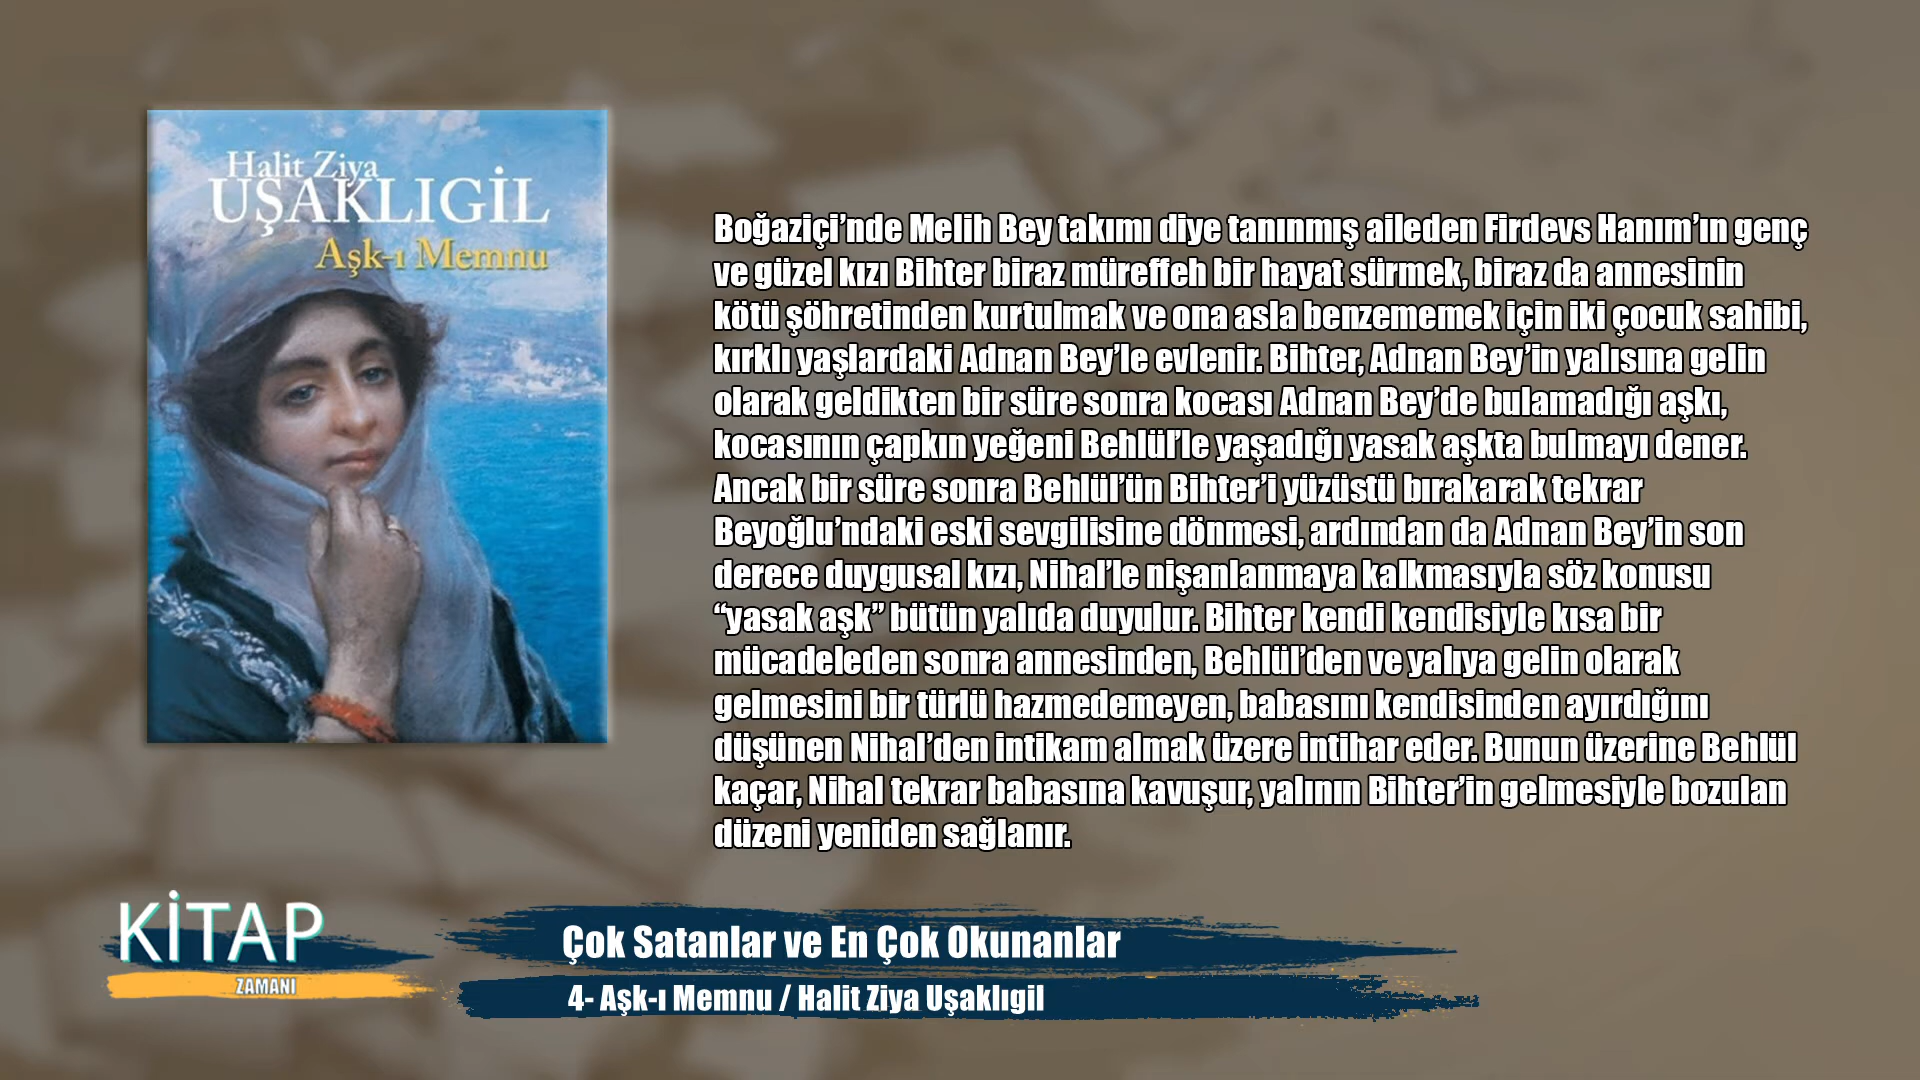 Halit Ziya
UŞAKLIGİL
Aşk-ı Memnu
Boğaziçi’nde Melih Bey takımı diye tanınmış aileden Firdevs Hanım’ın genç
ve güzel kızı Bihter biraz müreffeh bir hayat sürmek, biraz da annesinin
kötü şöhretinden kurtulmak ve ona asla benzememek için iki çocuk sahibi,
kırklı yaşlardaki Adnan Bey’le evlenir. Bihter, Adnan Bey’in yalısına gelin
olarak geldikten bir süre sonra kocası Adnan Bey’de bulamadığı aşkı,
kocasının çapkın yeğeni Behlül’le yaşadığı yasak aşkta bulmayı dener.
Ancak bir süre sonra Behlül’ün Bihter’i yüzüstü bırakarak tekrar
Beyoğlu’ndaki eski sevgilisine dönmesi, ardından da Adnan Bey’in son
derece duygusal kızı, Nihal’le nişanlanmaya kalkmasıyla söz konusu
“yasak aşk” bütün yalıda duyulur. Bihter kendi kendisiyle kısa bir
mücadeleden sonra annesinden, Behlül’den ve yalıya gelin olarak
gelmesini bir türlü hazmedemeyen, babasını kendisinden ayırdığını
düşünen Nihal’den intikam almak üzere intihar eder. Bunun üzerine Behlül
kaçar, Nihal tekrar babasına kavuşur, yalının Bihter’in gelmesiyle bozulan
düzeni yeniden sağlanır.
KİTAP
ZAMANI
Çok Satanlar ve En Çok Okunanlar
4- Aşk-ı Memnu / Halit Ziya Uşaklıgil